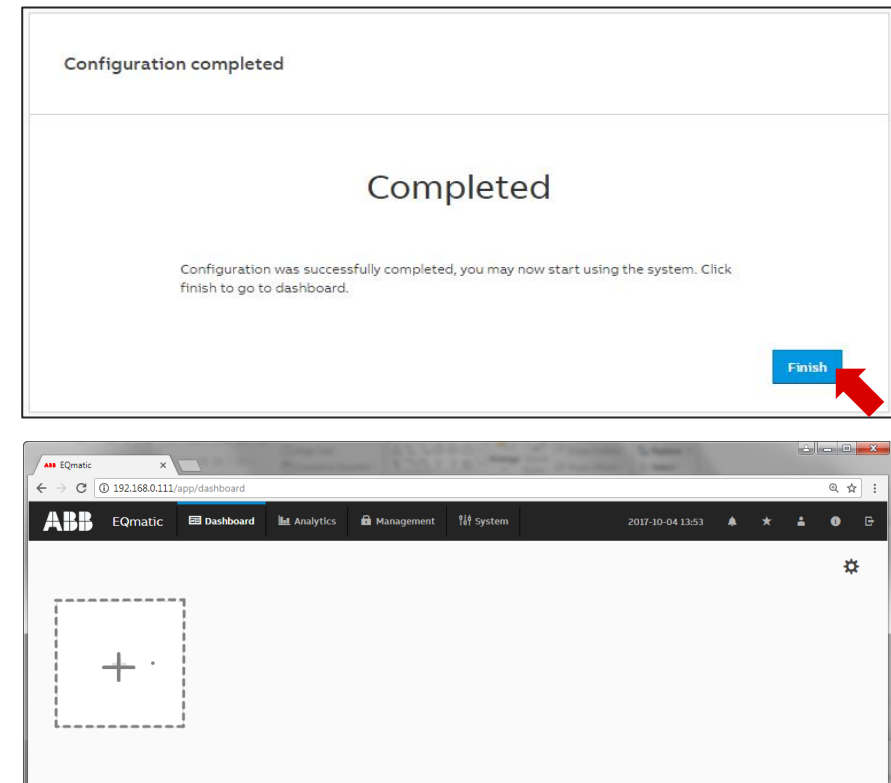 Configuration completed
Completed
Configuration was successfully completed, you may now start using the system. Click
finish to go to dashboard.
Finish
ABB EQmatic
192.168.0.111/app/dashboard
ABB EQmatic Dashboard Analytics Management System 2017-10-04 13:53